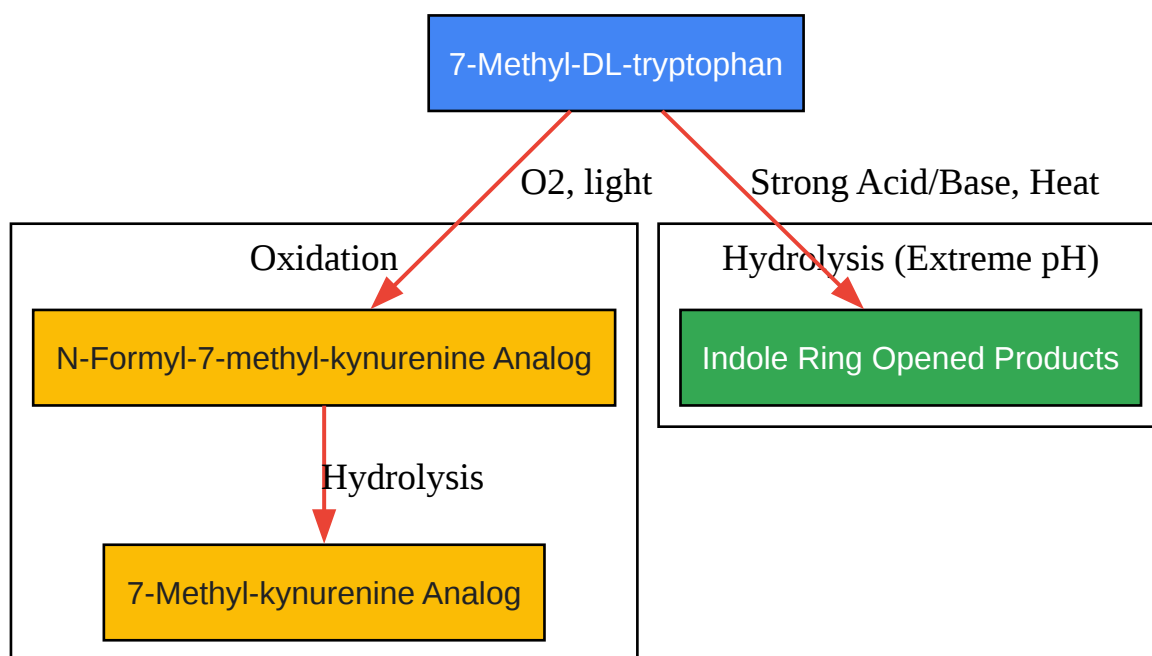 7-Methyl-DL-tryptophan
O2, light
Strong Acid/Base, Heat
Oxidation
Hydrolysis (Extreme pH)
N-Formyl-7-methyl-kynurenine Analog
Indole Ring Opened Products
Hydrolysis
7-Methyl-kynurenine Analog